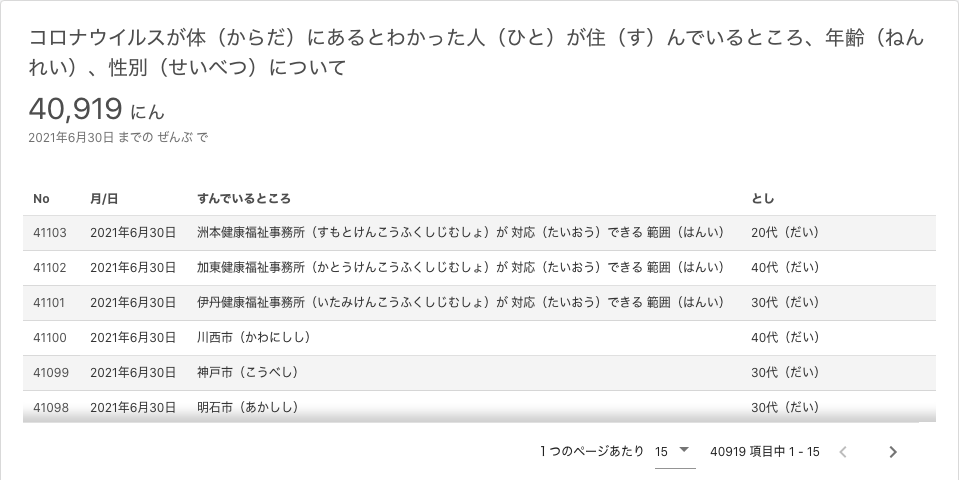 コロナウイルスが体（からだ）にあるとわかった人（ひと）が住（す）んでいるところ、年齢（ねん
れい）、性別（せいべつ）について
40,919 にん
2021年6月30日 までの ぜんぶ で
No 月/日 すんでいるところ とし
41103 2021年6月30日 洲本健康福祉事務所（すもとけんこうふくしじむしょ）が 対応（たいおう）できる 範囲（はんい） 20代（だい）
41102 2021年6月30日 加東健康福祉事務所（かとうけんこうふくしじむしょ）が 対応（たいおう）できる 範囲（はんい） 40代（だい）
41101 2021年6月30日 伊丹健康福祉事務所（いたみけんこうふくしじむしょ）が 対応（たいおう）できる 範囲（はんい） 30代（だい）
41100 2021年6月30日 川西市（かわにしし） 40代（だい）
41099 2021年6月30日 神戸市（こうべし） 30代（だい）
41098 2021年6月30日 明石市（あかしし） 30代（だい）
1 つのページあたり 15 40919 項目中 1 - 15